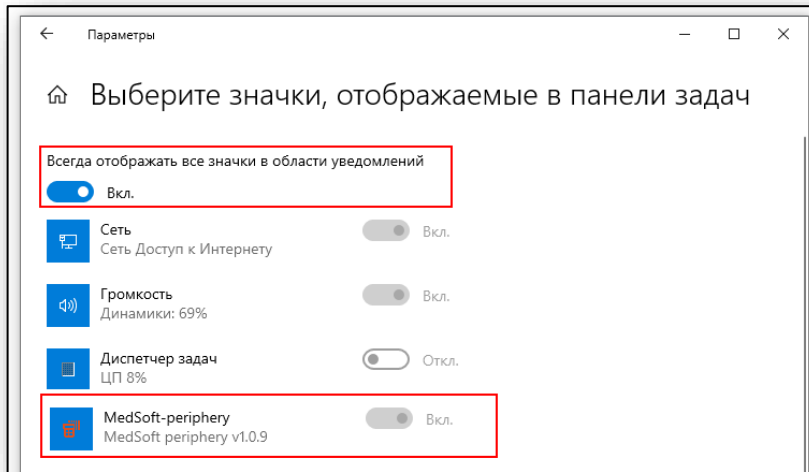 Параметры
Выберите значки, отображаемые в панели задач
Всегда отображать все значки в области уведомлений
Вкл.
Сеть
Вкл.
Сеть Доступ к Интернету
Громкость
Вкл.
Динамики: 69%
Диспетчер задач
Откл.
ЦП 8%
MedSoft-periphery
Вкл.
MedSoft periphery v1.0.9